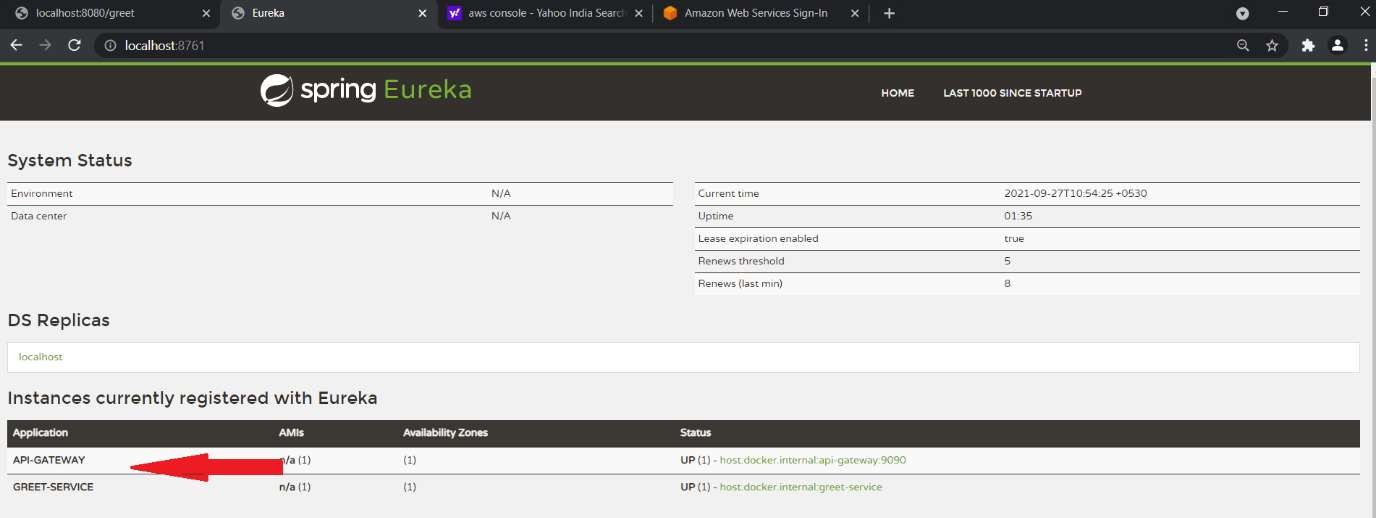 localhost:8080/greet Eureka aws console - Yahoo India Search Amazon Web Services Sign-In
localhost:8761
spring Eureka HOME LAST 1000 SINCE STARTUP
System Status
Environment N/A Current time 2021-09-27T10:54:25 +0530
Data center N/A Uptime 01:35
Lease expiration enabled true
Renews threshold 5
Renews (last min) 8
DS Replicas
localhost
Instances currently registered with Eureka
Application AMIs Availability Zones Status
API-GATEWAY n/a (1) (1) UP (1) - host.docker.internal:api-gateway:9090
GREET-SERVICE n/a (1) (1) UP (1) - host.docker.internal:greet-service